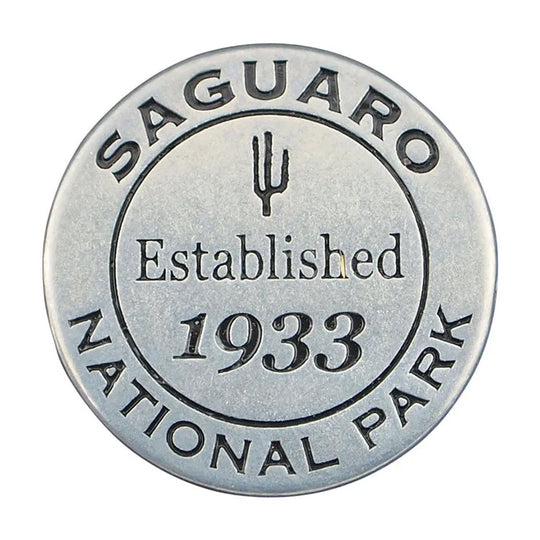 SAGUARO
Established
1933
NATIONAL PARK